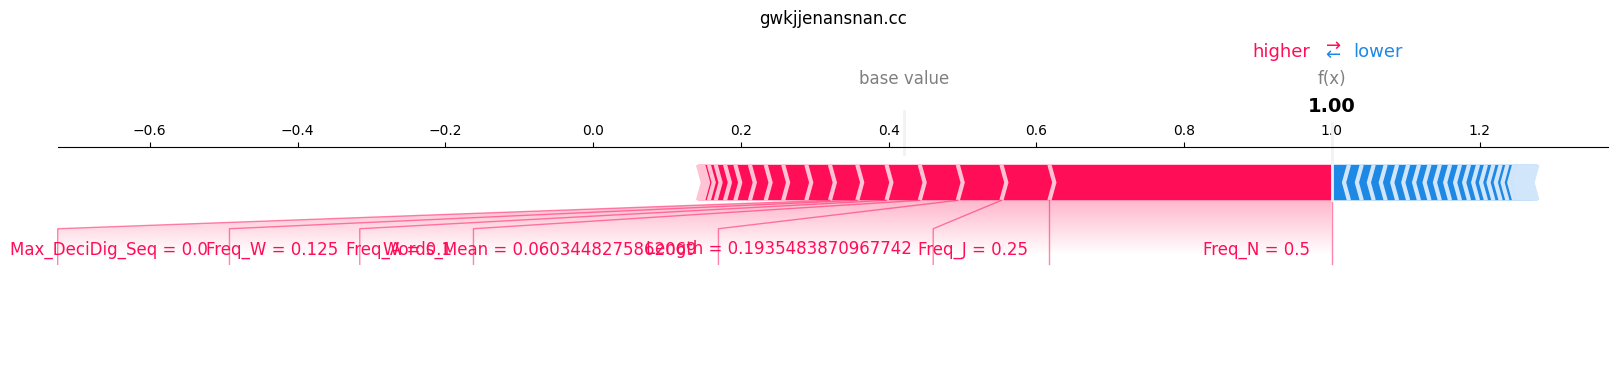 gwkjjenansnan.cc
higher ⇄ lower
base value f(x)
1.00
−0.6 −0.4 −0.2 0.0 0.2 0.4 0.6 0.8 1.0 1.2
Max_DeciDig_Seq = 0.0 Freq_W = 0.125 Freq_A = 0.1 Words_Mean = 0.0603448275862069 Length = 0.1935483870967742 Freq_J = 0.25 Freq_N = 0.5